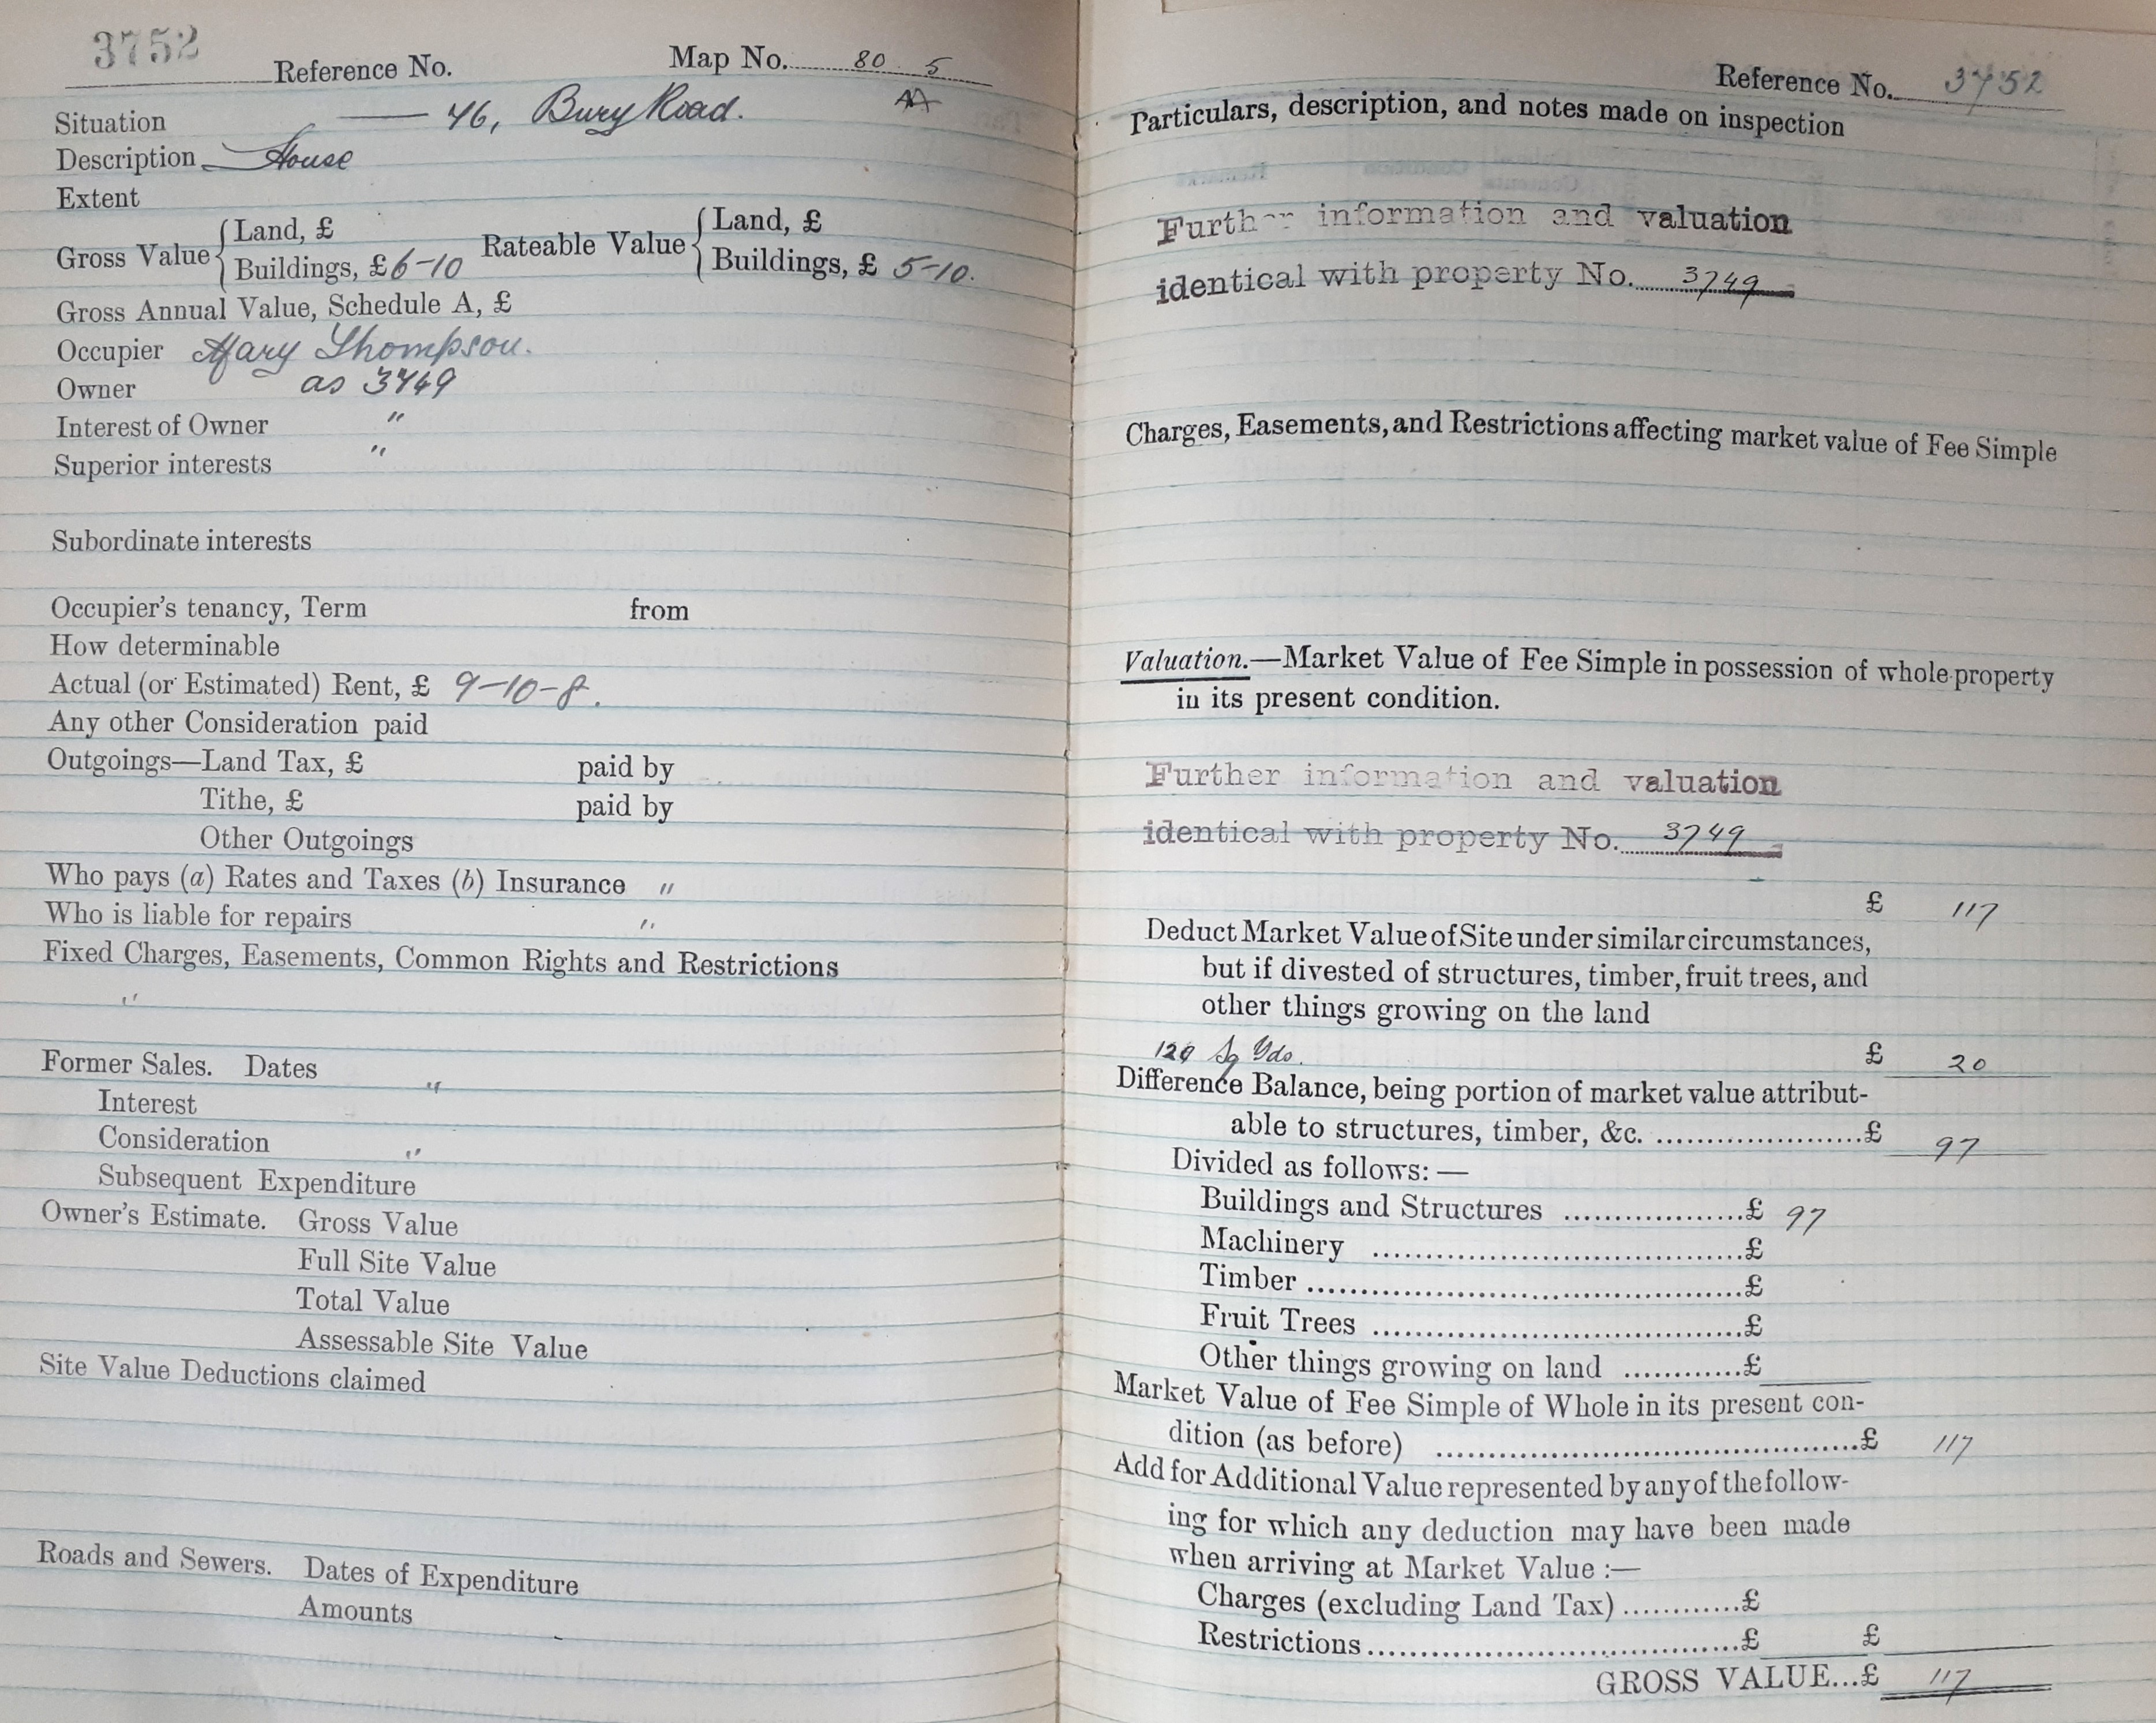 3752 Reference No. Map No. 80 5
AA
Situation — 46, Bury Road.
Description House
Extent
Gross Value { Land, £ Rateable Value { Land, £
Buildings, £ 6-10 Buildings, £ 5-10.
Gross Annual Value, Schedule A, £
Occupier Mary Thompson.
Owner as 3749
Interest of Owner "
Superior interests "
Subordinate interests
Occupier's tenancy, Term from
How determinable
Actual (or Estimated) Rent, £ 9-10-8.
Any other Consideration paid
Outgoings—Land Tax, £ paid by
Tithe, £ paid by
Other Outgoings
Who pays (a) Rates and Taxes (b) Insurance "
Who is liable for repairs "
Fixed Charges, Easements, Common Rights and Restrictions
"
Former Sales. Dates "
Interest
Consideration "
Subsequent Expenditure
Owner's Estimate. Gross Value
Full Site Value
Total Value
Assessable Site Value
Site Value Deductions claimed
Roads and Sewers. Dates of Expenditure
Amounts
Reference No. 3752
Particulars, description, and notes made on inspection
Further information and valuation
identical with property No. 3749
Charges, Easements, and Restrictions affecting market value of Fee Simple
Valuation.—Market Value of Fee Simple in possession of whole property
in its present condition.
Further information and valuation
identical with property No. 3749
£ 117
Deduct Market Value of Site under similar circumstances,
but if divested of structures, timber, fruit trees, and
other things growing on the land
Sq Yds. £ 20
Difference Balance, being portion of market value attribut-
able to structures, timber, &c. ......................£ 97
Divided as follows:—
Buildings and Structures ...................£ 97
Machinery ......................................£
Timber .............................................£
Fruit Trees ......................................£
Other things growing on land ............£
Market Value of Fee Simple of Whole in its present con-
dition (as before) ...........................................£ 117
Add for Additional Value represented by any of the follow-
ing for which any deduction may have been made
when arriving at Market Value :—
Charges (excluding Land Tax) ............£
Restrictions.......................................£ £
GROSS VALUE...£ 117